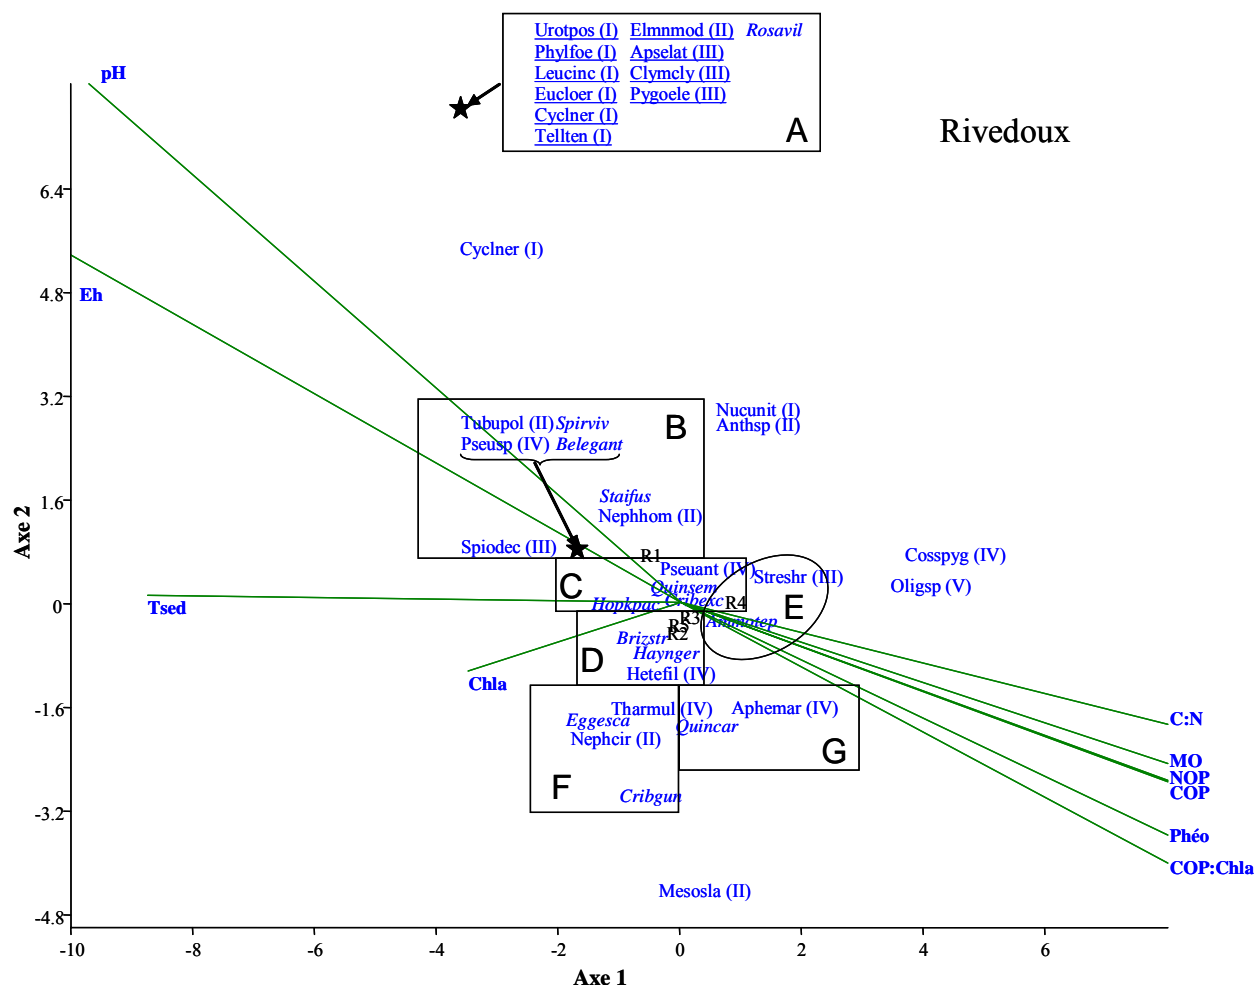 Urotpos (I) Elmnmod (II) Rosavil
Phylfoe (I) Apselat (III)
Leucinc (I) Clymcly (III)
Eucloer (I) Pygoele (III)
Cyclner (I)
Tellten (I)
A
Rivedoux
pH
6.4
Cyclner (I)
4.8
Eh
3.2
Tubupol (II) Spirviv
Pseusp (IV) Belegant
B
Nucunit (I)
Anthsp (II)
1.6
Staifus
Nephhom (II)
Spiodec (III)
R1
Cosspyg (IV)
Axe 2
C
Pseuant (IV)
Streshr (III)
Oligsp (V)
Quinsem
Cribexc
Hopkpac
R4
E
0
Tsed
R3
Ammotep
R5
R2
Brizstr
Haynger
D
Hetefil (IV)
Chla
-1.6
Tharmul (IV)
Aphemar (IV)
Eggesca
Quincar
Nephcir (II)
G
F
Cribgun
C:N
MO
NOP
COP
-3.2
Phéo
COP:Chla
Mesosla (II)
-4.8
-10 -8 -6 -4 -2 0 2 4 6
Axe 1